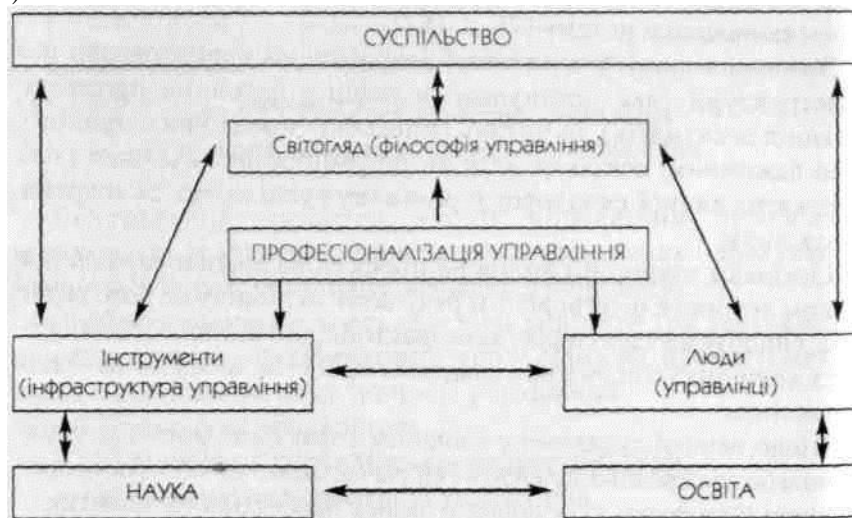 )
СУСПІЛЬСТВО
Світогляд (філософія управління)
ПРОФЕСІОНАЛІЗАЦІЯ УПРАВЛІННЯ
Інструменти
(інфраструктура управління)
Люди
(управлінці)
НАУКА
ОСВІТА